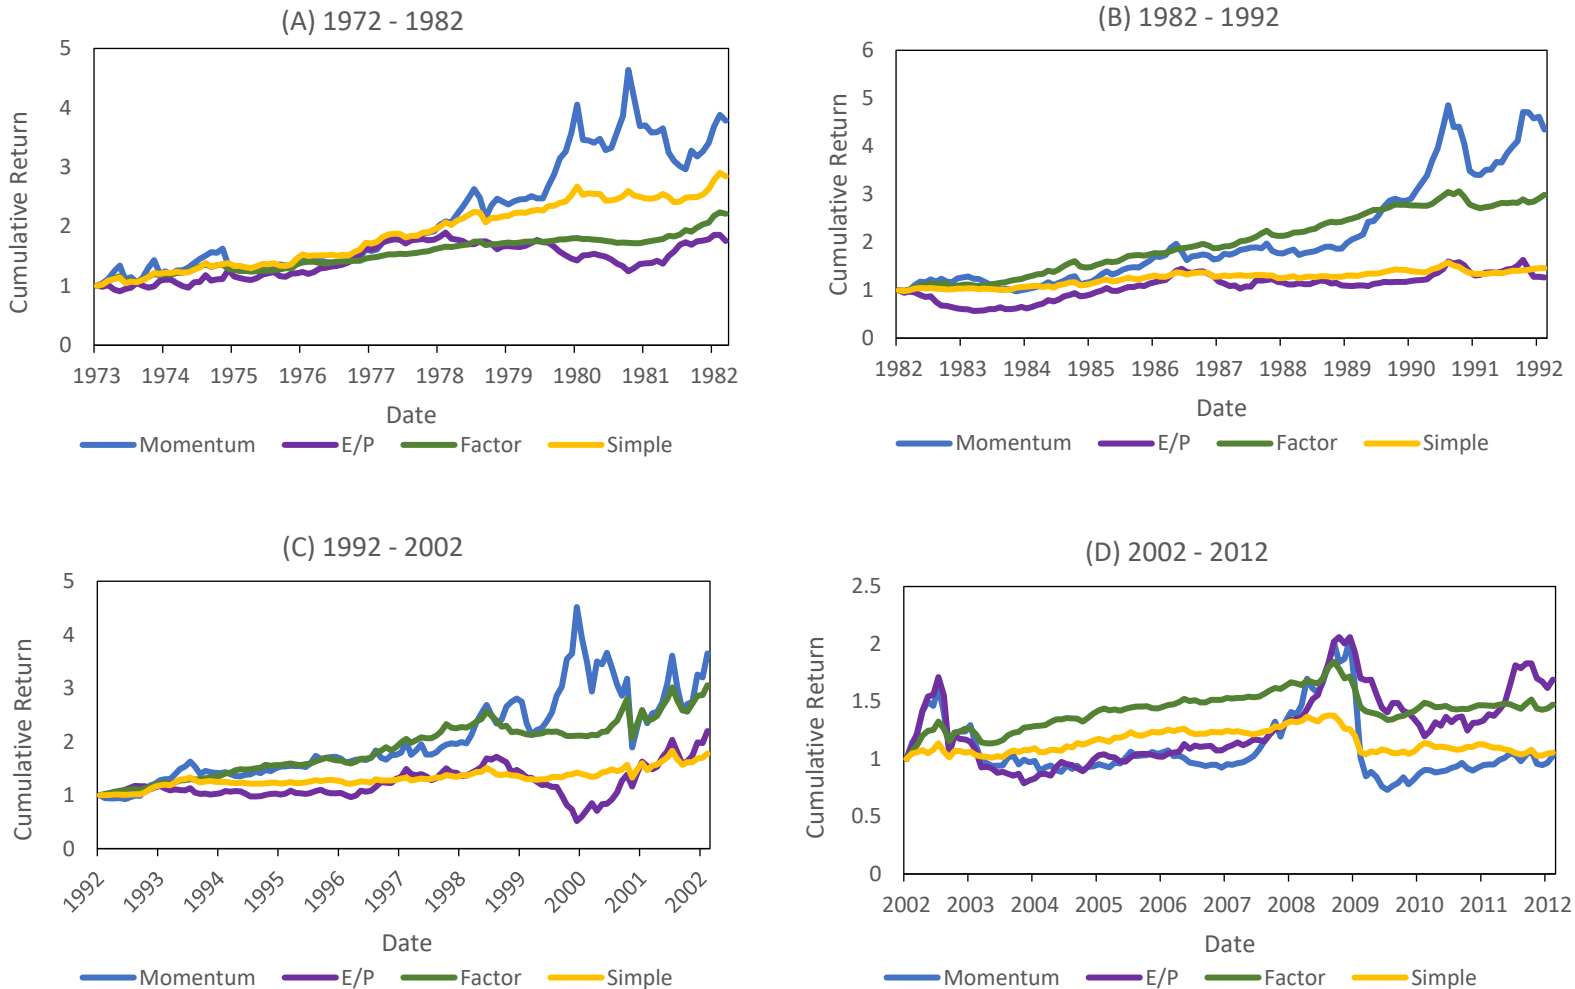 (A) 1972 - 1982
Cumulative Return
5
4
3
2
1
0
1973 1974 1975 1976 1977 1978 1979 1980 1981 1982
Date
Momentum E/P Factor Simple
(B) 1982 - 1992
Cumulative Return
6
5
4
3
2
1
0
1982 1983 1984 1985 1986 1987 1988 1989 1990 1991 1992
Date
Momentum E/P Factor Simple
(C) 1992 - 2002
Cumulative Return
5
4
3
2
1
0
1992 1993 1994 1995 1996 1997 1998 1999 2000 2001 2002
Date
Momentum E/P Factor Simple
(D) 2002 - 2012
Cumulative Return
2.5
2
1.5
1
0.5
0
2002 2003 2004 2005 2006 2007 2008 2009 2010 2011 2012
Date
Momentum E/P Factor Simple